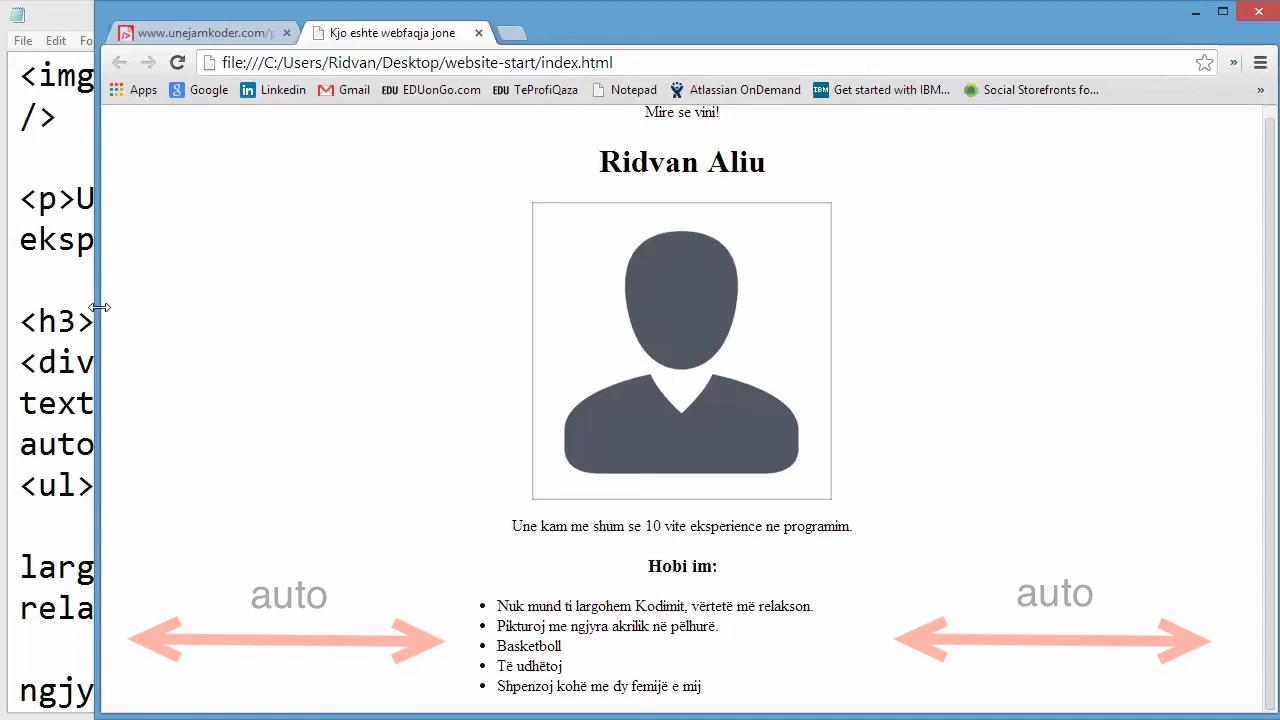 www.unejamkoder.com/p
Kjo eshte webfaqja jone
File Edit Fo
file:///C:/Users/Ridvan/Desktop/website-start/index.html
Apps Google Linkedin Gmail EDU EDUonGo.com EDU TeProfiQaza Notepad Atlassian OnDemand IBM Get started with IBM... Social Storefronts fo... »
<img
/>
<p>U
eksp
<h3>
<div
text
auto
<ul>
larg
rela
ngjy
Mire se vini!
Ridvan Aliu
Une kam me shum se 10 vite eksperience ne programim.
Hobi im:
auto
auto
• Nuk mund ti largohem Kodimit, vërtetë më relakson.
• Pikturoj me ngjyra akrilik në pëlhurë.
• Basketboll
• Të udhëtoj
• Shpenzoj kohë me dy femijë e mij